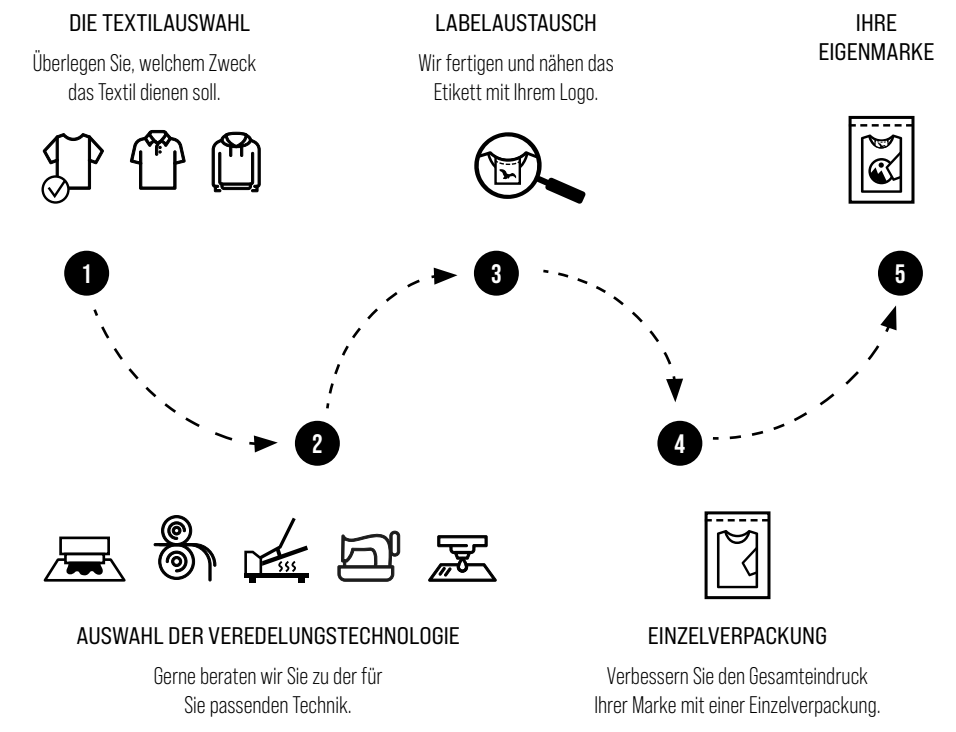 DIE TEXTILAUSWAHL
Überlegen Sie, welchem Zweck
das Textil dienen soll.
1
AUSWAHL DER VEREDELUNGSTECHNOLOGIE
Gerne beraten wir Sie zu der für
Sie passenden Technik.
2
LABELAUSTAUSCH
Wir fertigen und nähen das
Etikett mit Ihrem Logo.
3
EINZELVERPACKUNG
Verbessern Sie den Gesamteindruck
Ihrer Marke mit einer Einzelverpackung.
4
IHRE
EIGENMARKE
5